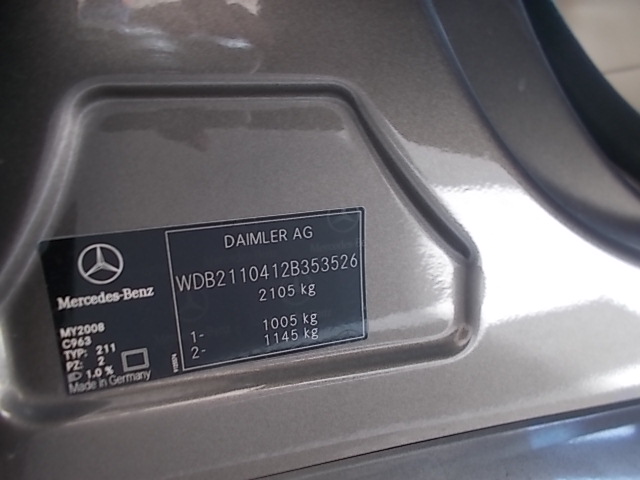 Mercedes-Benz
MY2008
C963
TYP: 211
PZ: 2
1.0 %
Made in Germany
DAIMLER AG
WDB2110412B353526
2105 kg
1- 1005 kg
2- 1145 kg